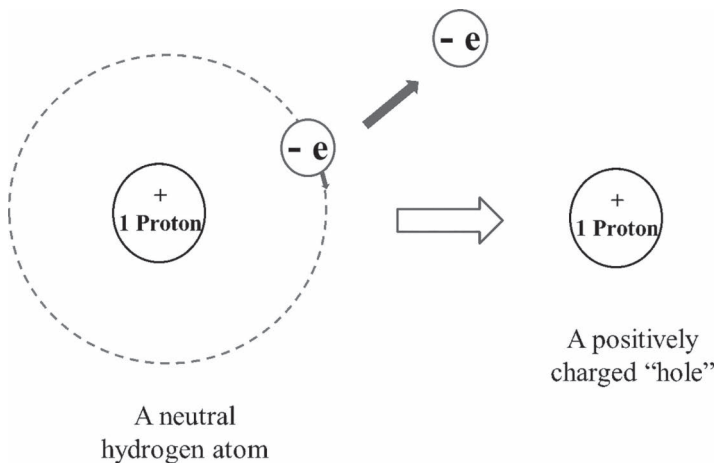 - e
- e
+
1 Proton
+
1 Proton
A positively
charged “hole”
A neutral
hydrogen atom